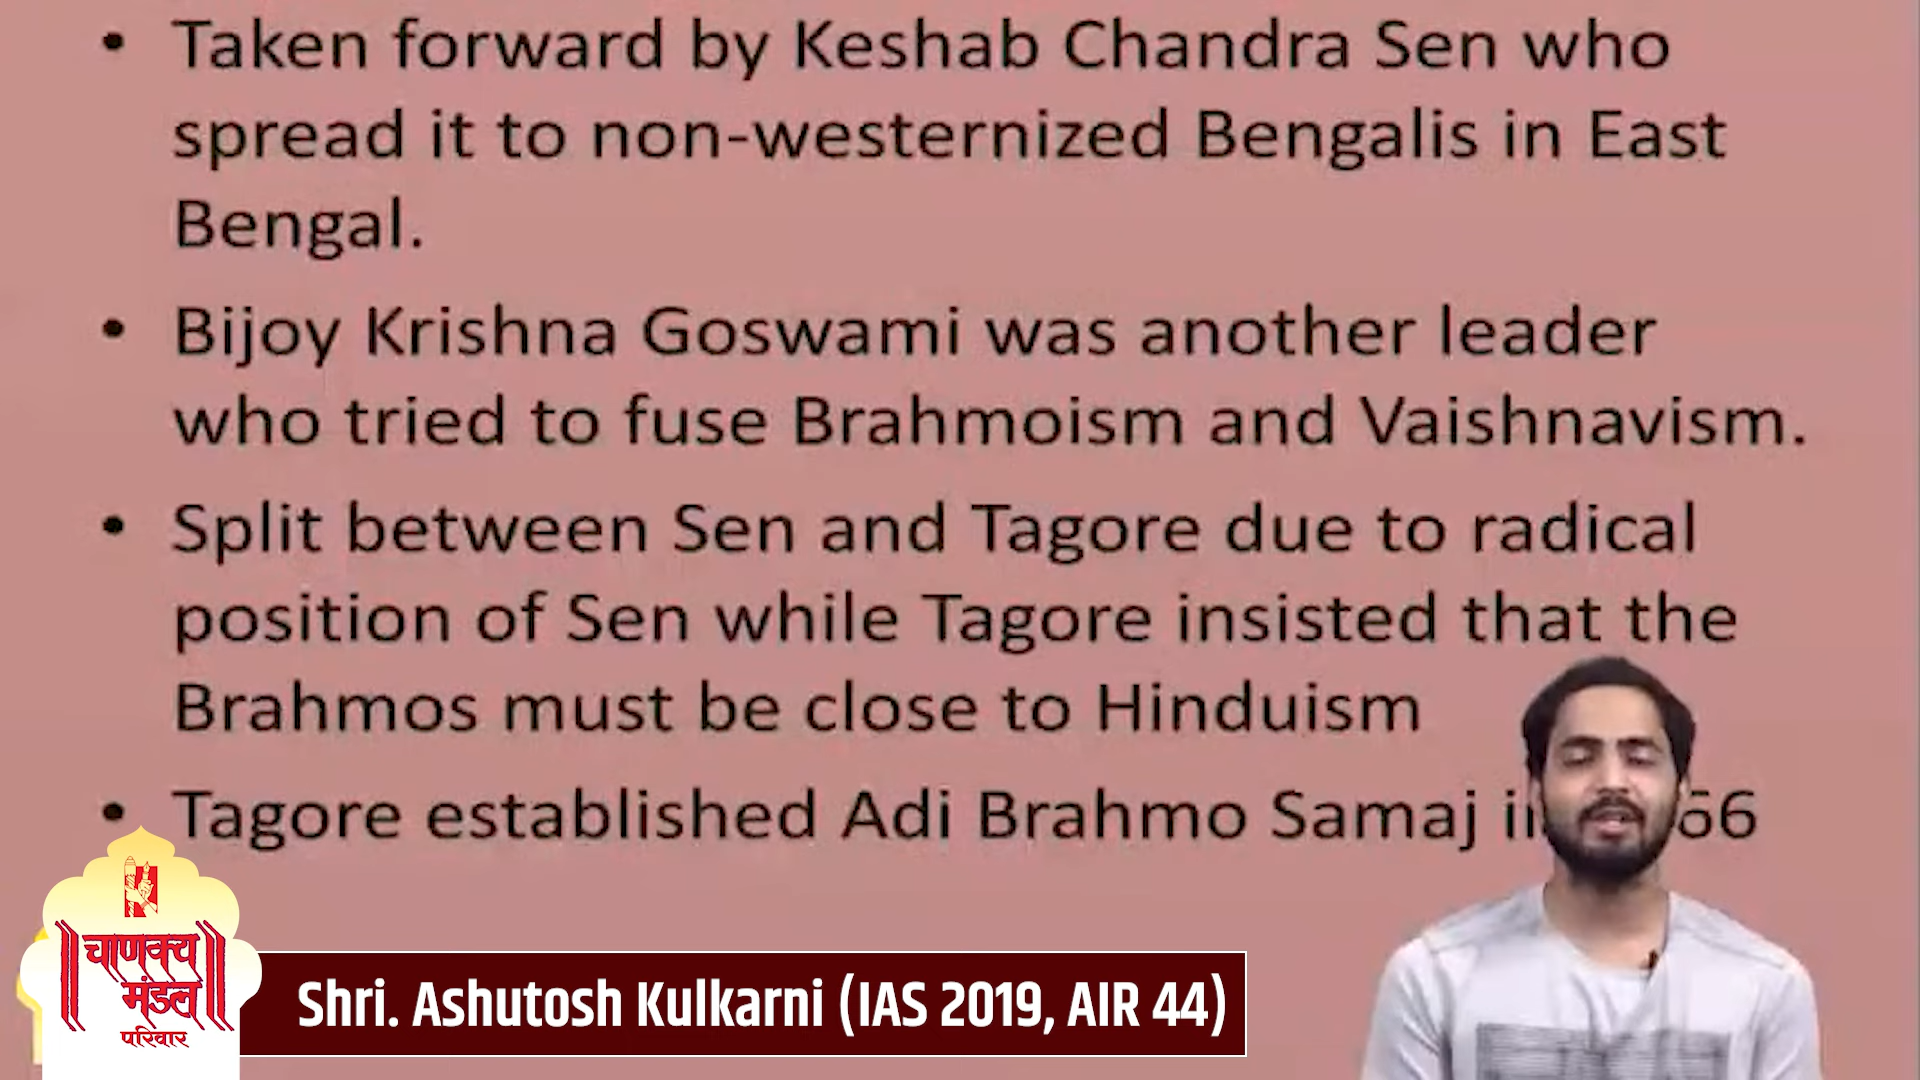 • Taken forward by Keshab Chandra Sen who
spread it to non-westernized Bengalis in East
Bengal.
• Bijoy Krishna Goswami was another leader
who tried to fuse Brahmoism and Vaishnavism.
• Split between Sen and Tagore due to radical
position of Sen while Tagore insisted that the
Brahmos must be close to Hinduism
• Tagore established Adi Brahmo Samaj
चाणक्य
मंडल
परिवार
Shri. Ashutosh Kulkarni (IAS 2019, AIR 44)